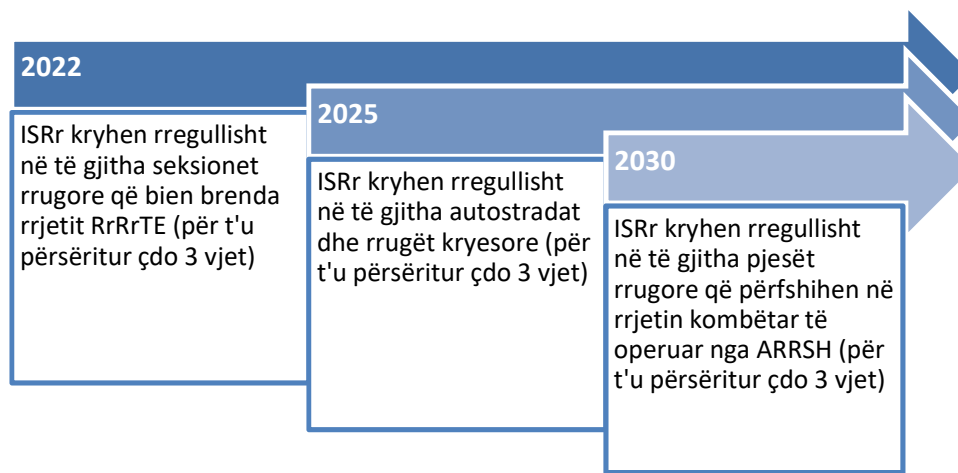 2022
ISRr kryhen rregullisht
në të gjitha seksionet
rrugore që bien brenda
rrjetit RrRrTE (për t'u
përsëritur çdo 3 vjet)
2025
ISRr kryhen rregullisht
në të gjitha autostradat
dhe rrugët kryesore (për
t'u përsëritur çdo 3 vjet)
2030
ISRr kryhen rregullisht
në të gjitha pjesët
rrugore që përfshihen në
rrjetin kombëtar të
operuar nga ARRSH (për
t'u përsëritur çdo 3 vjet)